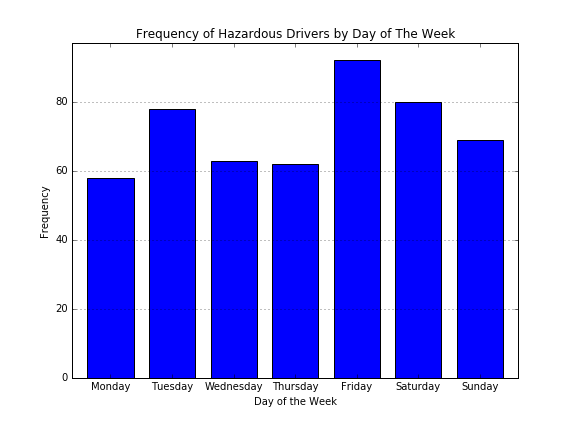 Frequency of Hazardous Drivers by Day of The Week
Frequency
80
60
40
20
0
Monday Tuesday Wednesday Thursday Friday Saturday Sunday
Day of the Week